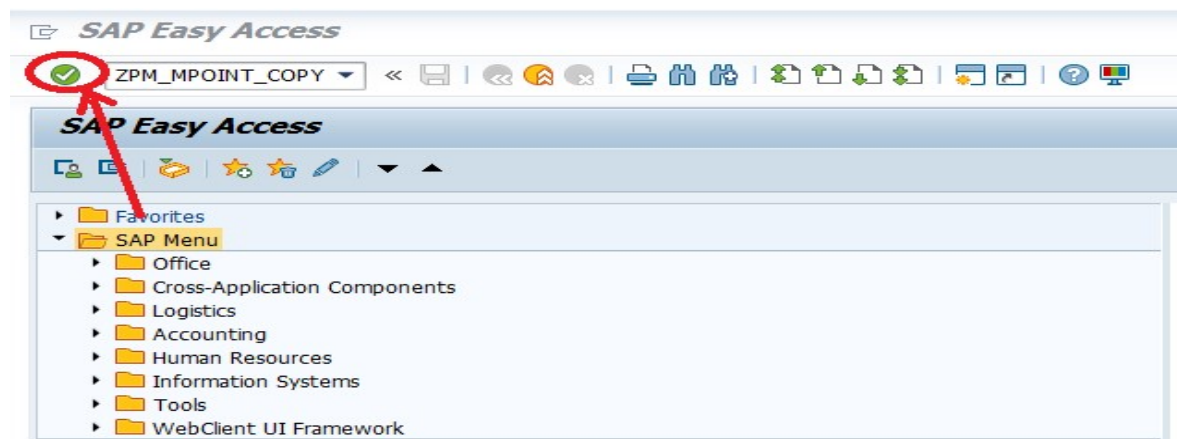 SAP Easy Access
ZPM_MPOINT_COPY
SAP Easy Access
Favorites
SAP Menu
Office
Cross-Application Components
Logistics
Accounting
Human Resources
Information Systems
Tools
WebClient UI Framework